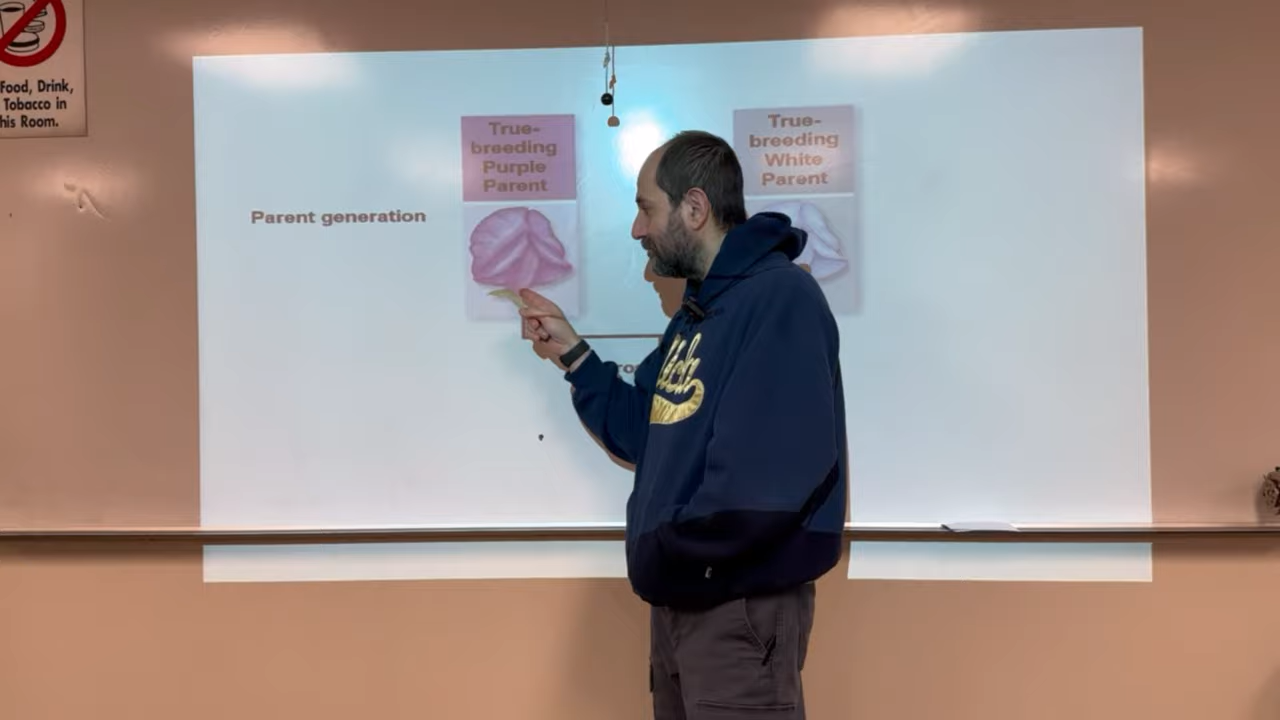 Food, Drink,
Tobacco in
his Room.
True-
breeding
Purple
Parent
True-
breeding
White
Parent
Parent generation